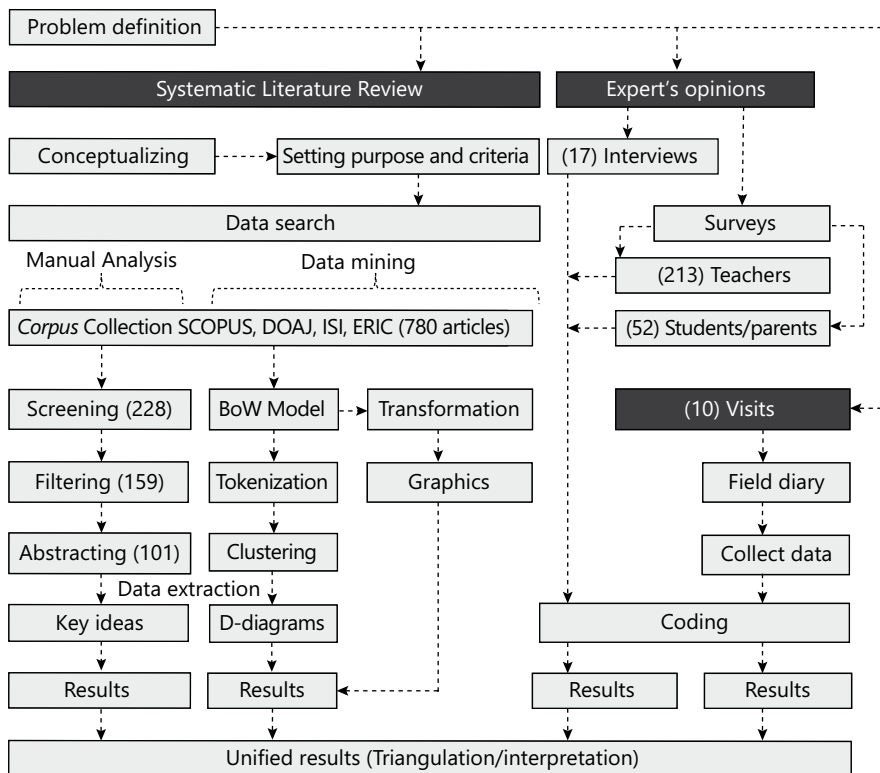 Problem definition
Systematic Literature Review
Expert's opinions
Conceptualizing
Setting purpose and criteria
(17) Interviews
Data search
Surveys
Manual Analysis
Data mining
(213) Teachers
Corpus Collection SCOPUS, DOAJ, ISI, ERIC (780 articles)
(52) Students/parents
Screening (228)
BoW Model
Transformation
(10) Visits
Filtering (159)
Tokenization
Graphics
Field diary
Abstracting (101)
Clustering
Collect data
Data extraction
Key ideas
D-diagrams
Coding
Results
Results
Results
Results
Unified results (Triangulation/interpretation)